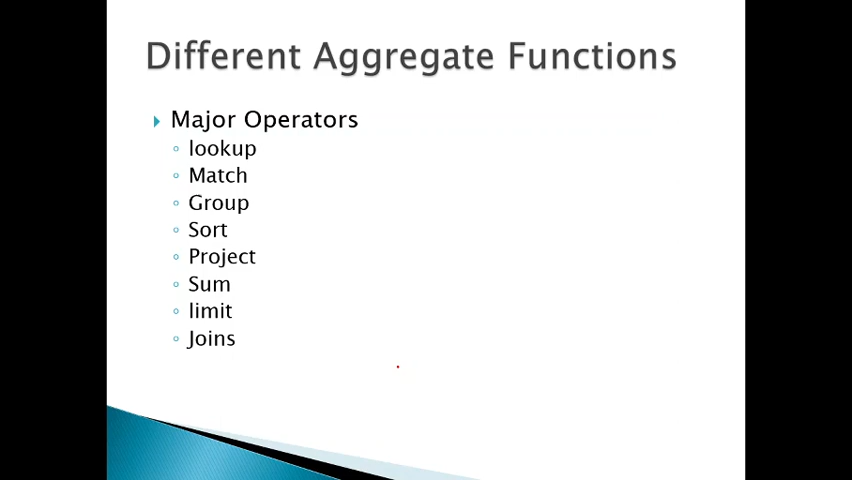 Different Aggregate Functions
Major Operators
lookup
Match
Group
Sort
Project
Sum
limit
Joins